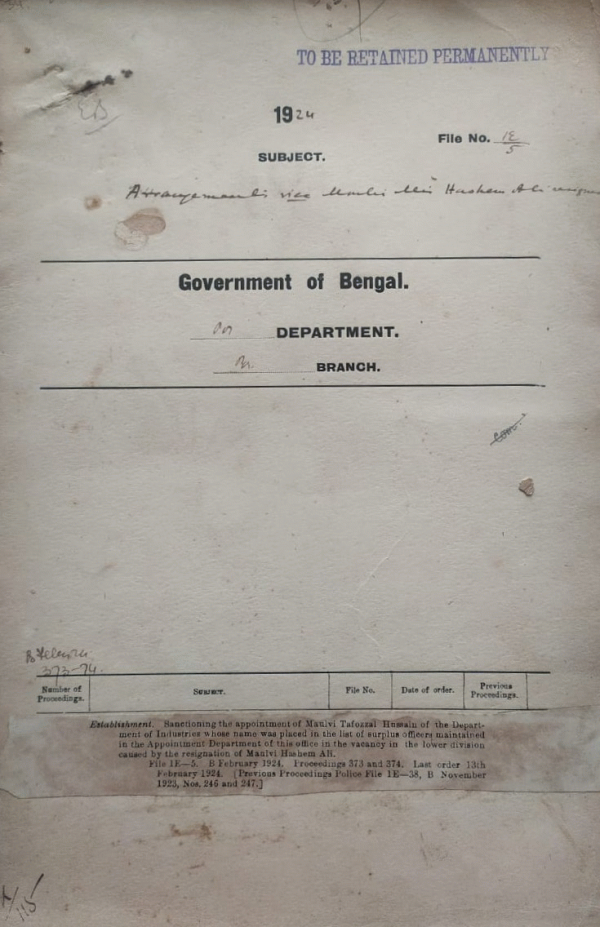 TO BE RETAINED PERMANENTLY
EB
1924
File No. 1E/5
SUBJECT.
Arrangements vice Maulvi Hashem Ali
Government of Bengal.
DEPARTMENT.
BRANCH.
373-74.
Number of Proceedings.
SUBJECT.
File No.
Date of order.
Previous Proceedings.
Establishment. Sanctioning the appointment of Maulvi Tafozzal Husain of the Depart-
ment of Industries whose name was placed in the list of surplus officers maintained
in the Appointment Department of this office in the vacancy in the lower division
caused by the resignation of Maulvi Hashem Ali.
File 1E—5. B February 1924. Proceedings 373 and 374. Last order 13th
February 1924. [Previous Proceedings Police File 1E—38, B November
1923, Nos. 246 and 247.]